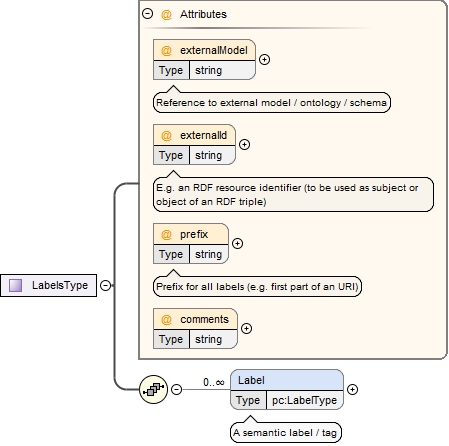 @ Attributes
@ externalModel
Type string
Reference to external model / ontology / schema
@ externalId
Type string
E.g. an RDF resource identifier (to be used as subject or
object of an RDF triple)
@ prefix
Type string
Prefix for all labels (e.g. first part of an URI)
LabelsType
@ comments
Type string
0..∞
Label
Type pc:LabelType
A semantic label / tag